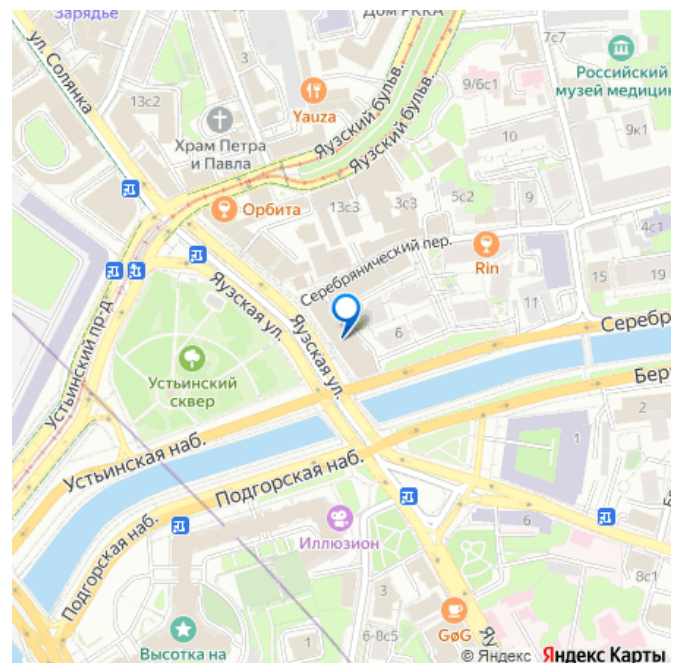 Зарядье
Дом РККА
7с7
ул. Солянка
3
9/6с1
Российский
музей медицин
13с2
Yauza
Яузский бульв.
Яузский бульв.
10
9к1
Храм Петра
и Павла
Орбита
13с3
3с3
5с2
9
4с1
Серебрянический пер.
Rin
15
19
Устьинский пр-д
Яузская ул.
Яузская ул.
11
6
Серебр
Устьинский
сквер
Бер
2
1
Устьинская наб.
Подгорская наб.
Подгорская наб.
6
Иллюзион
8с1
3
GøG
1
6-8с5
Яу
Высотка на
© Яндекс Яндекс Карты